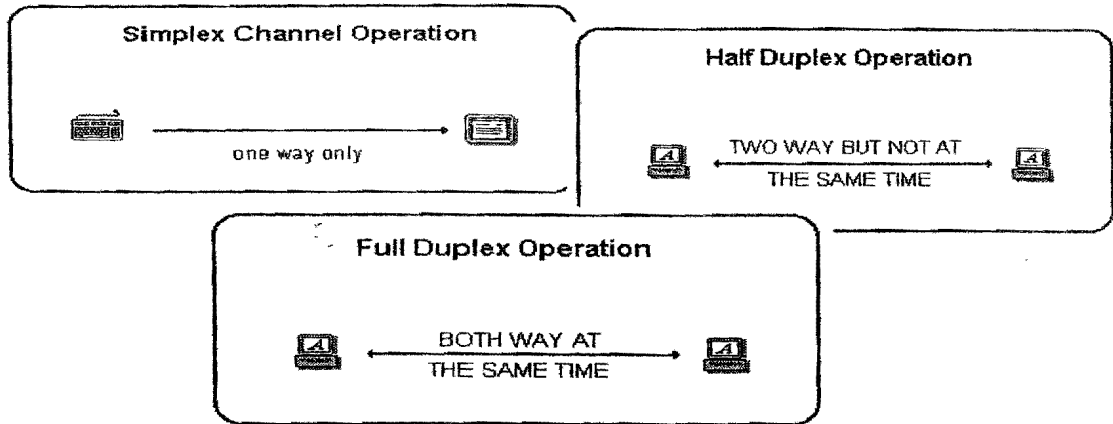 Simplex Channel Operation
one way only
Half Duplex Operation
A
TWO WAY BUT NOT AT
THE SAME TIME
A
Full Duplex Operation
A
BOTH WAY AT
THE SAME TIME
A